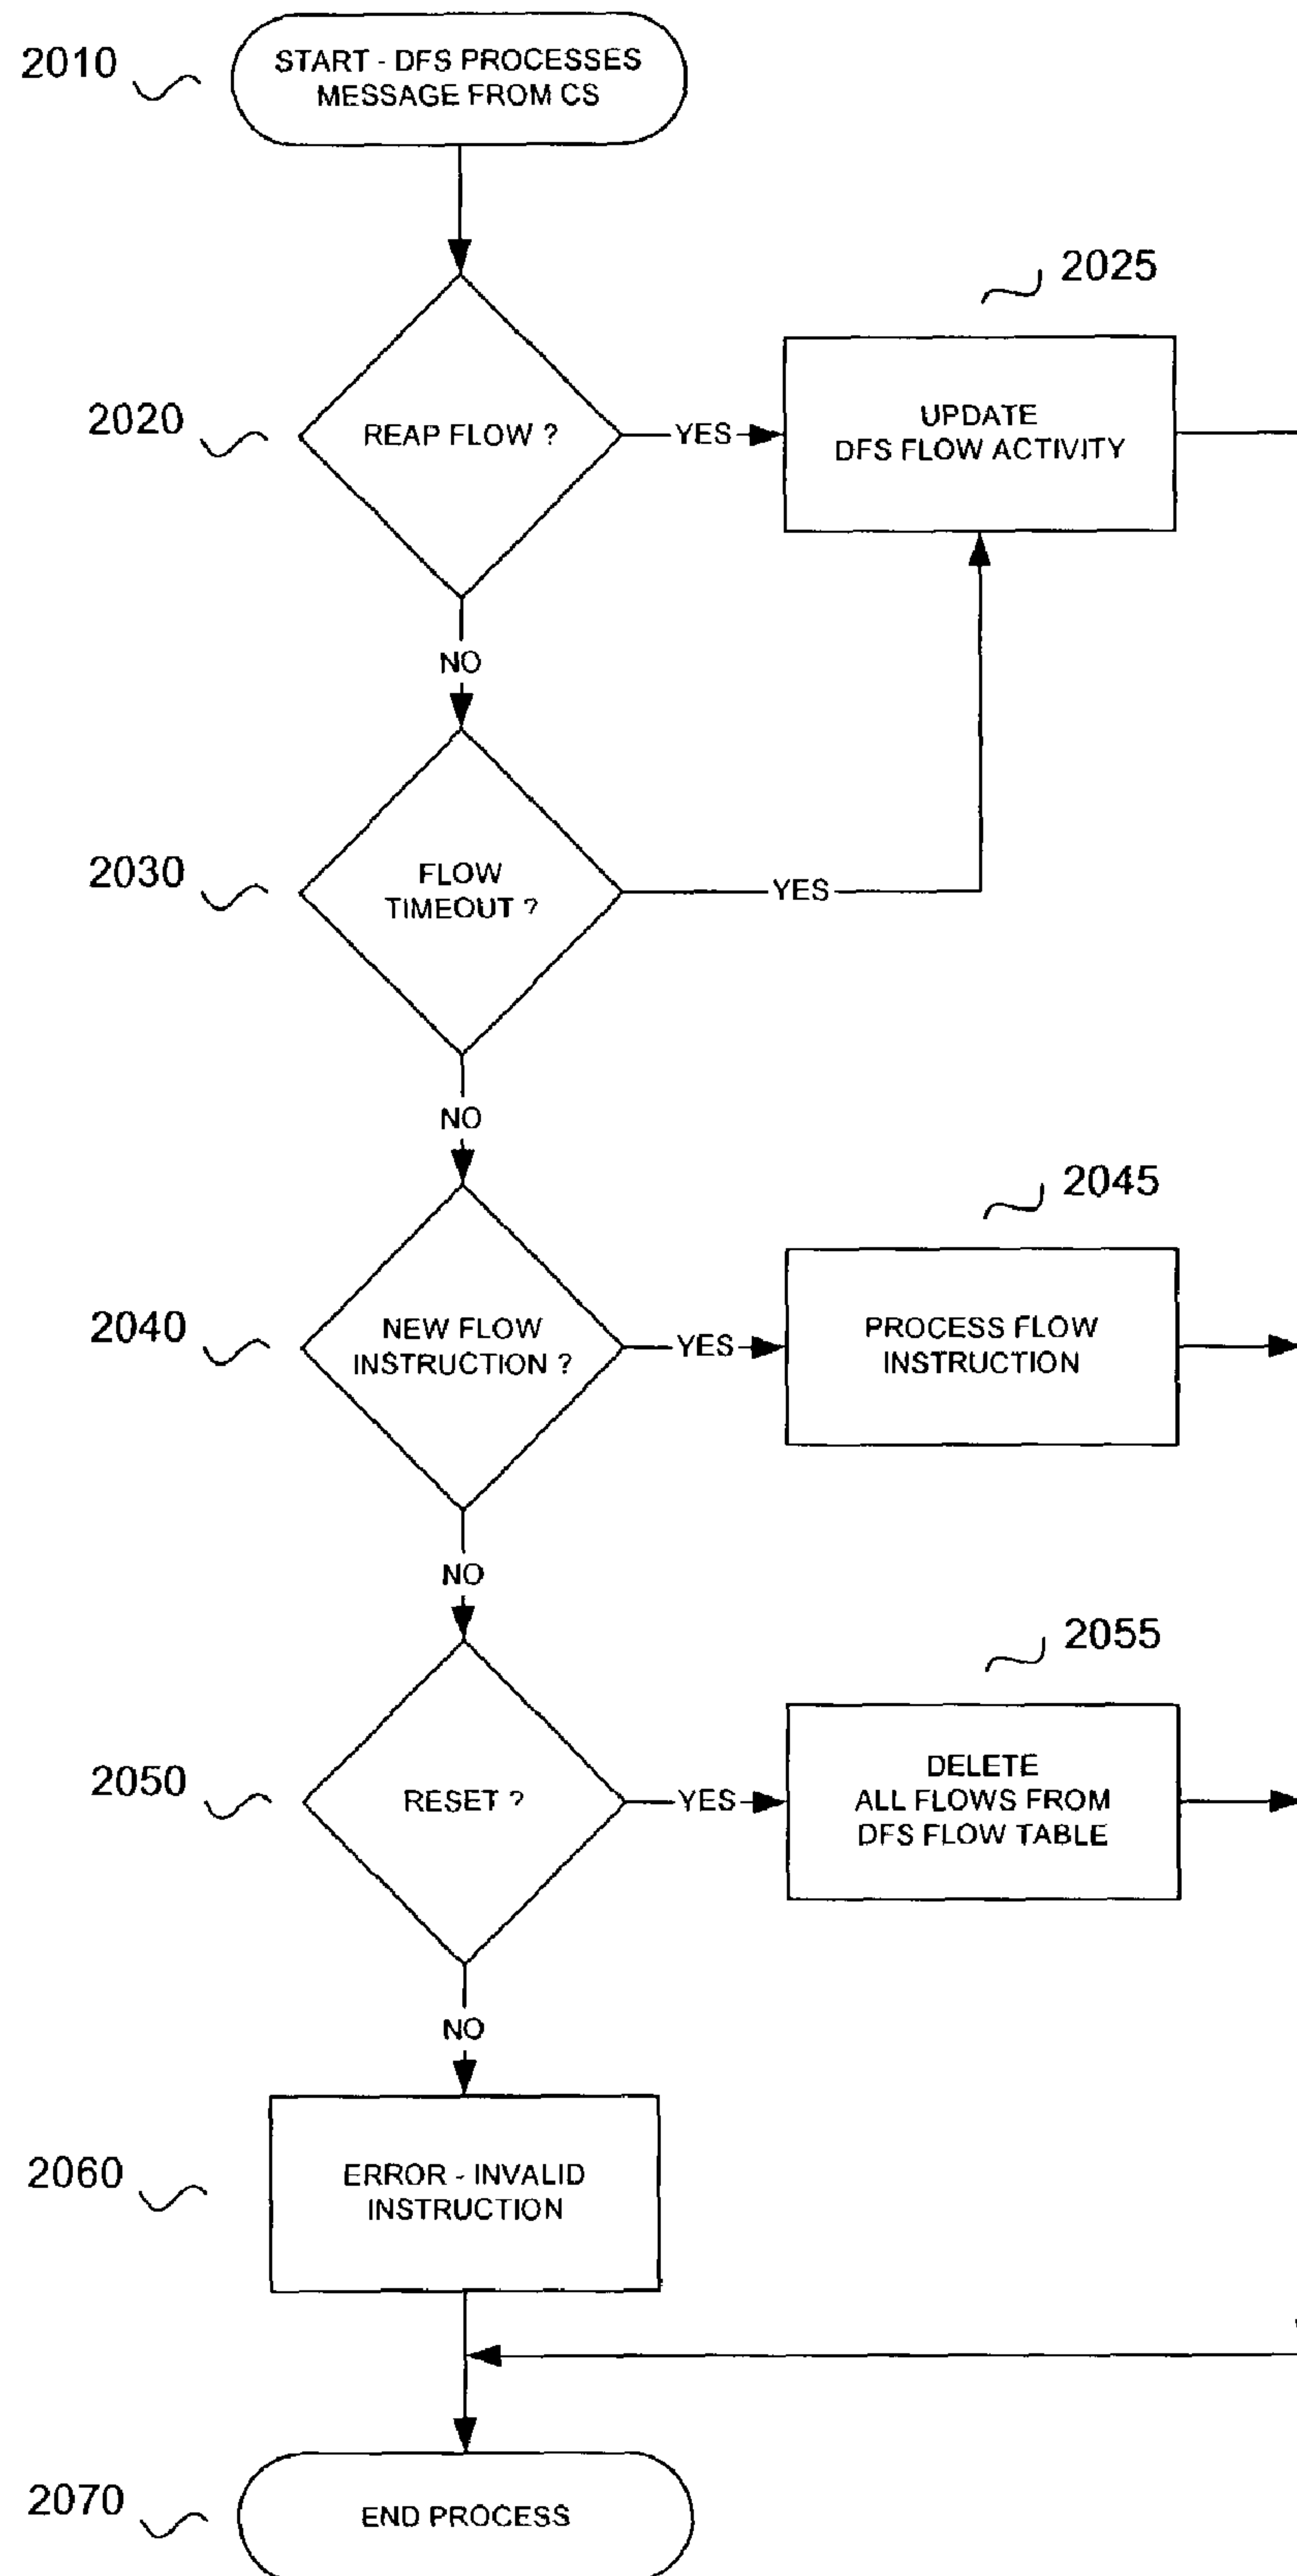 2010
START - DFS PROCESSES
MESSAGE FROM CS
2020
REAP FLOW ?
YES
2025
UPDATE
DFS FLOW ACTIVITY
NO
2030
FLOW
TIMEOUT ?
YES
NO
2040
NEW FLOW
INSTRUCTION ?
YES
2045
PROCESS FLOW
INSTRUCTION
NO
2050
RESET ?
YES
2055
DELETE
ALL FLOWS FROM
DFS FLOW TABLE
NO
2060
ERROR - INVALID
INSTRUCTION
2070
END PROCESS